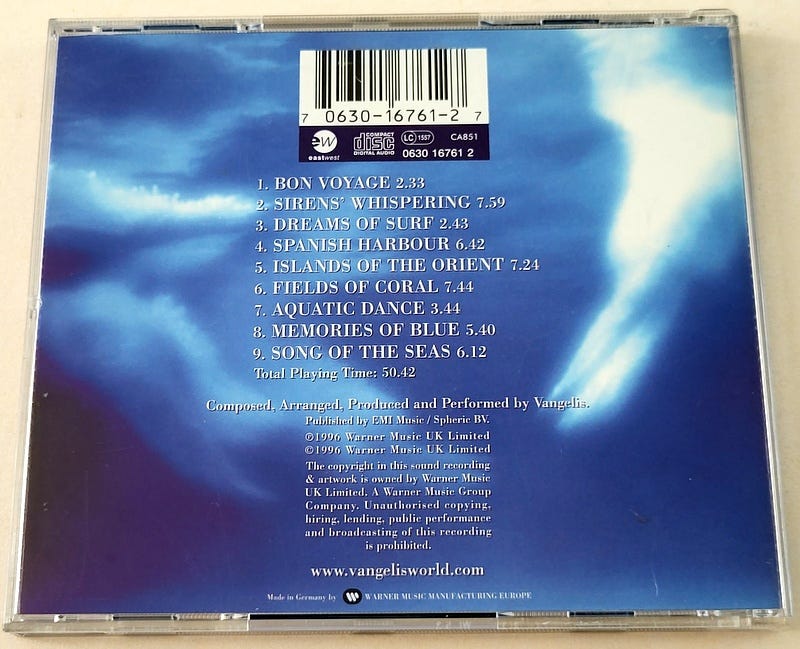 7 0630-16761-2 7
ew
eastwest
COMPACT
disc
DIGITAL AUDIO
LC 1557
CA851
0630 16761 2
1. BON VOYAGE 2.33
2. SIRENS' WHISPERING 7.59
3. DREAMS OF SURF 2.43
4. SPANISH HARBOUR 6.42
5. ISLANDS OF THE ORIENT 7.24
6. FIELDS OF CORAL 7.44
7. AQUATIC DANCE 3.44
8. MEMORIES OF BLUE 5.40
9. SONG OF THE SEAS 6.12
Total Playing Time: 50.42
Composed, Arranged, Produced and Performed by Vangelis.
Published by EMI Music / Spheric BV.
℗1996 Warner Music UK Limited
©1996 Warner Music UK Limited
The copyright in this sound recording
& artwork is owned by Warner Music
UK Limited. A Warner Music Group
Company. Unauthorised copying,
hiring, lending, public performance
and broadcasting of this recording
is prohibited.
www.vangelisworld.com
Made in Germany by WARNER MUSIC MANUFACTURING EUROPE